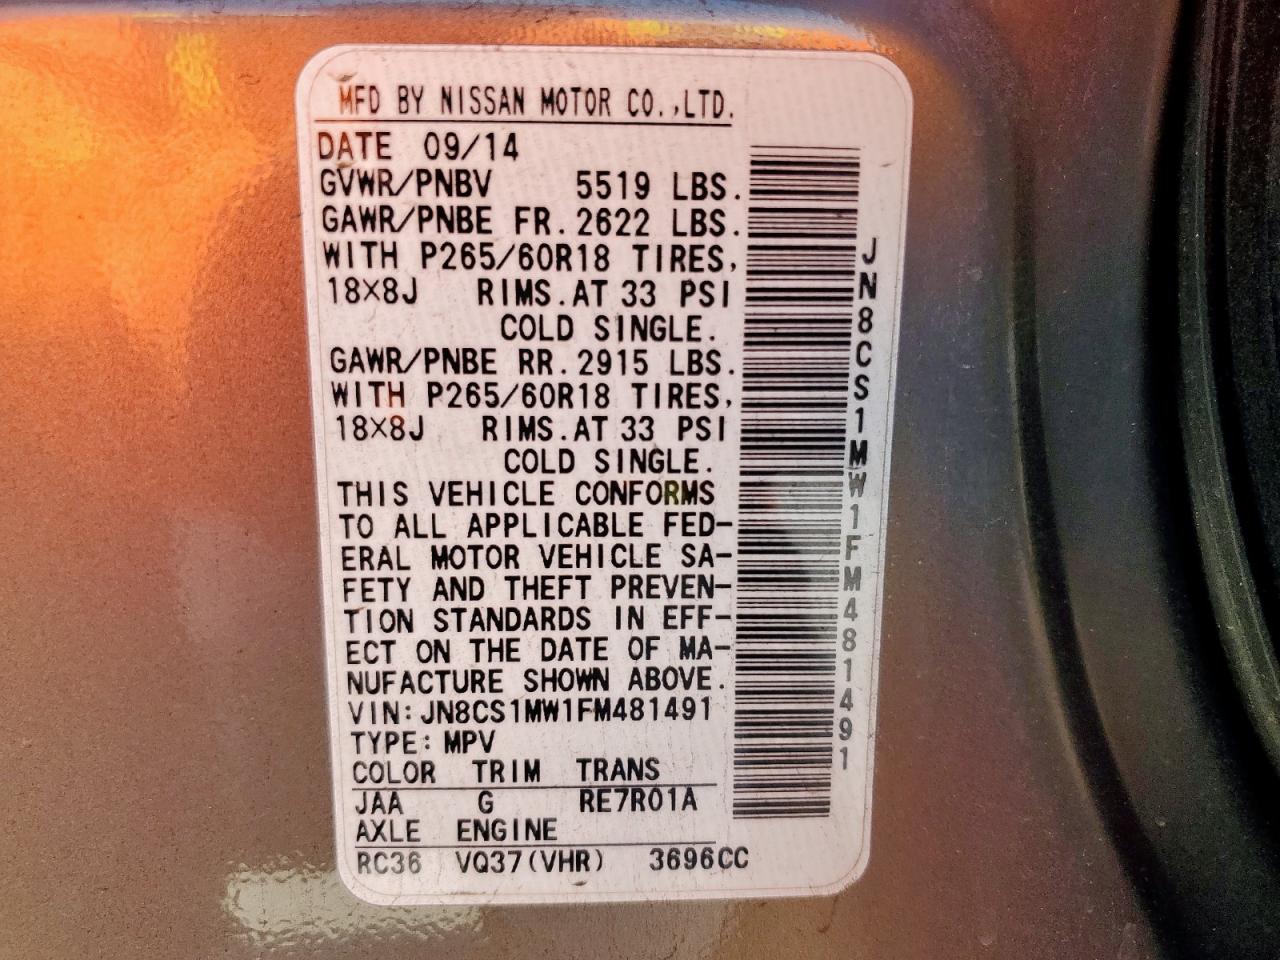 MFD BY NISSAN MOTOR CO.,LTD.
DATE 09/14
GVWR/PNBV 5519 LBS.
GAWR/PNBE FR. 2622 LBS.
WITH P265/60R18 TIRES,
18×8J RIMS.AT 33 PSI
COLD SINGLE.
GAWR/PNBE RR. 2915 LBS.
WITH P265/60R18 TIRES,
18×8J RIMS.AT 33 PSI
COLD SINGLE.
THIS VEHICLE CONFORMS
TO ALL APPLICABLE FED-
ERAL MOTOR VEHICLE SA-
FETY AND THEFT PREVEN-
TION STANDARDS IN EFF-
ECT ON THE DATE OF MA-
NUFACTURE SHOWN ABOVE.
VIN:JN8CS1MW1FM481491
TYPE:MPV
COLOR TRIM TRANS
JAA G RE7R01A
AXLE ENGINE
RC36 VQ37(VHR) 3696CC
JN8CS1MW1FM481491